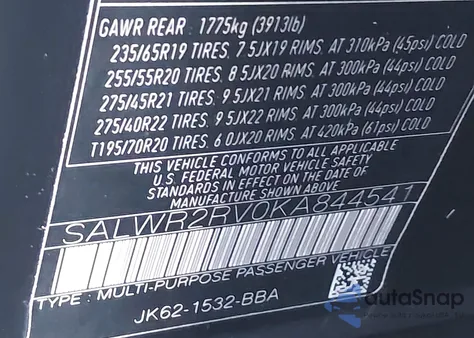 GAWR REAR : 1775kg (3913lb)
235/65R19 TIRES. 7 5JX19 RIMS AT 310kPa (45psi) COLD
255/55R20 TIRES. 8 5JX20 RIMS AT 300kPa (44psi) COLD
275/45R21 TIRES. 9 5JX21 RIMS AT 300kPa (44psi) COLD
275/40R22 TIRES. 9 5JX22 RIMS AT 300kPa (44psi) COLD
T195/70R20 TIRES. 6 0JX20 RIMS AT 420kPa (61psi) COLD
THIS VEHICLE CONFORMS TO ALL APPLICABLE
U.S. FEDERAL MOTOR VEHICLE SAFETY
STANDARDS IN EFFECT ON THE DATE OF
MANUFACTURE SHOWN ABOVE.
SALWR2RV0KA844541
TYPE : MULTI-PURPOSE PASSENGER VEHICLE
JK62-1532-BBA
autoSnap